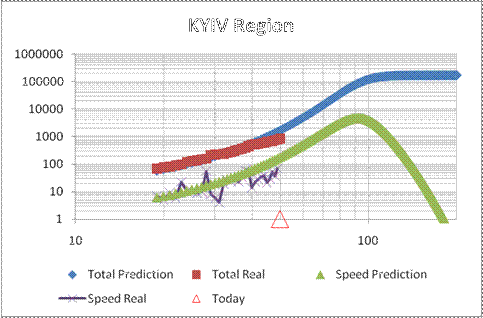 KYIV Region
1000000
100000
10000
1000
100
10
1
10 100
Total Prediction Total Real Speed Prediction
Speed Real Today